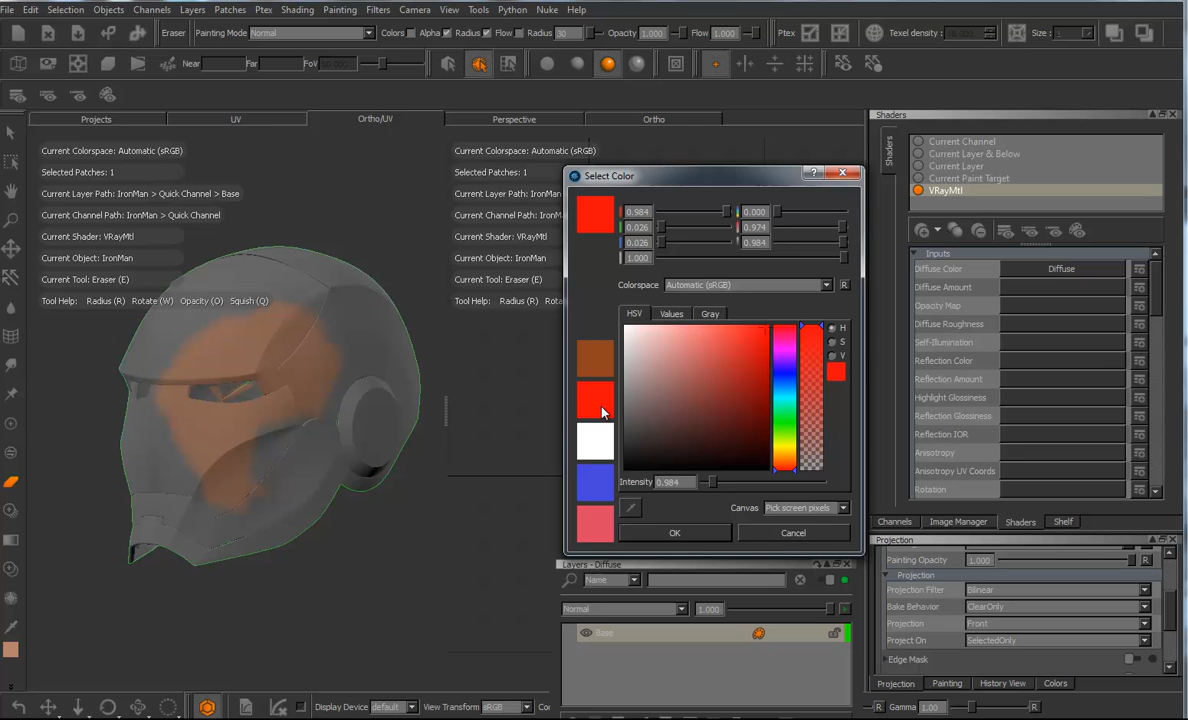 File Edit Selection Objects Channels Layers Patches Ptex Shading Painting Filters Camera View Tools Python Nuke Help
Eraser Painting Mode Normal Colors Alpha Radius Flow Radius 30 Opacity 1.000 Flow 1.000 Ptex Texel density: Size :
Near Far FoV
Projects UV Ortho/UV Perspective Ortho
Current Colorspace: Automatic (sRGB)
Selected Patches: 1
Current Layer Path: IronMan > Quick Channel > Base
Current Channel Path: IronMan > Quick Channel
Current Shader: VRayMtl
Current Object: IronMan
Current Tool: Eraser (E)
Tool Help: Radius (R) Rotate (W) Opacity (O) Squish (Q)
Current Colorspace: Automatic (sRGB)
Selected Patches: 1
Current Layer Path: IronM
Current Channel Path: Iron
Current Shader: VRayMtl
Current Object: IronMan
Current Tool: Eraser (E)
Tool Help: Radius (R) R
Select Color
0.984 0.000
0.026 0.974
0.026 0.984
1.000
Colorspace Automatic (sRGB) R
HSV Values Gray
H
S
V
Intensity 0.984
Canvas Pick screen pixels
OK Cancel
Layers - Diffuse
Name
Normal 1.000
Base
Shaders
Shaders
Current Channel
Current Layer & Below
Current Layer
Current Paint Target
VRayMtl
Inputs
Diffuse Color Diffuse
Diffuse Amount
Opacity Map
Diffuse Roughness
Self-Illumination
Reflection Color
Reflection Amount
Highlight Glossiness
Reflection Glossiness
Reflection IOR
Anisotropy
Anisotropy UV Coords
Rotation
Channels Image Manager Shaders Shelf
Projection
Painting Opacity 1.000 R
Projection
Projection Filter Bilinear
Bake Behavior ClearOnly
Projection Front
Project On SelectedOnly
Edge Mask
Projection Painting History View Colors
Display Device default View Transform sRGB Cor R Gamma 1.00 R